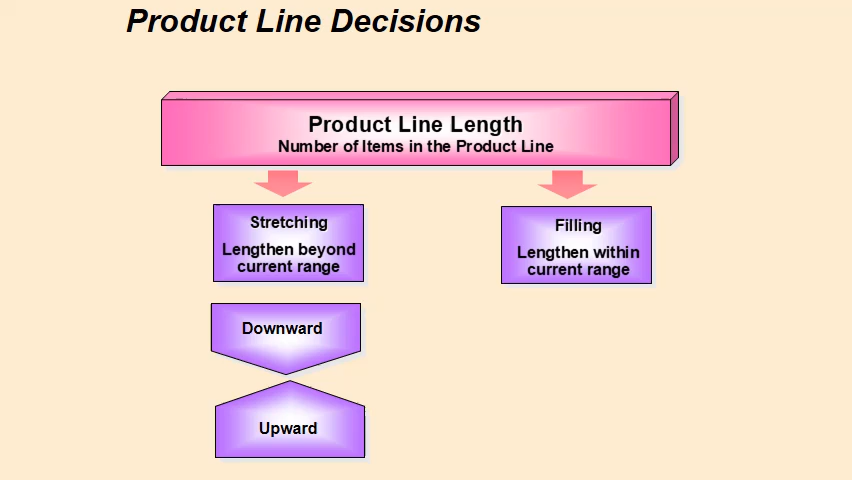 Product Line Decisions
Product Line Length
Number of Items in the Product Line
Stretching
Lengthen beyond
current range
Filling
Lengthen within
current range
Downward
Upward